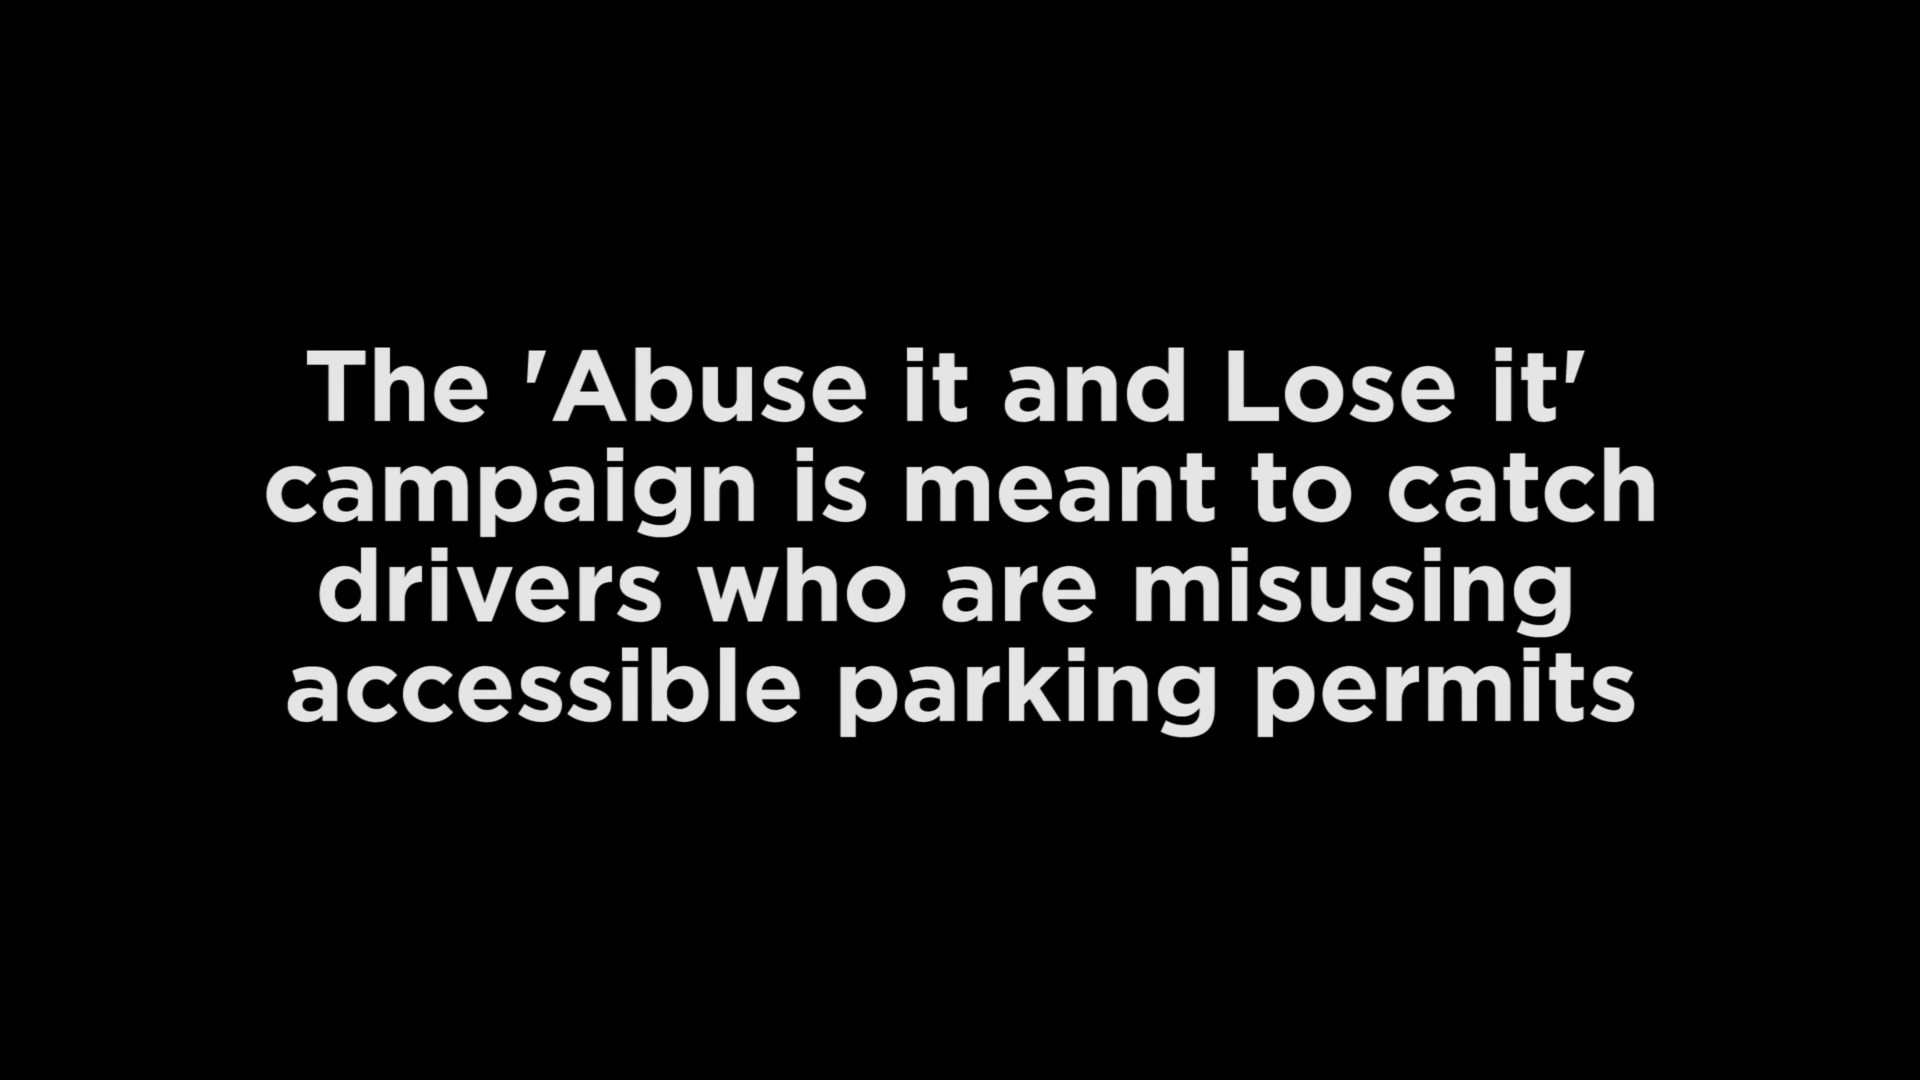 The 'Abuse it and Lose it'
campaign is meant to catch
drivers who are misusing
accessible parking permits